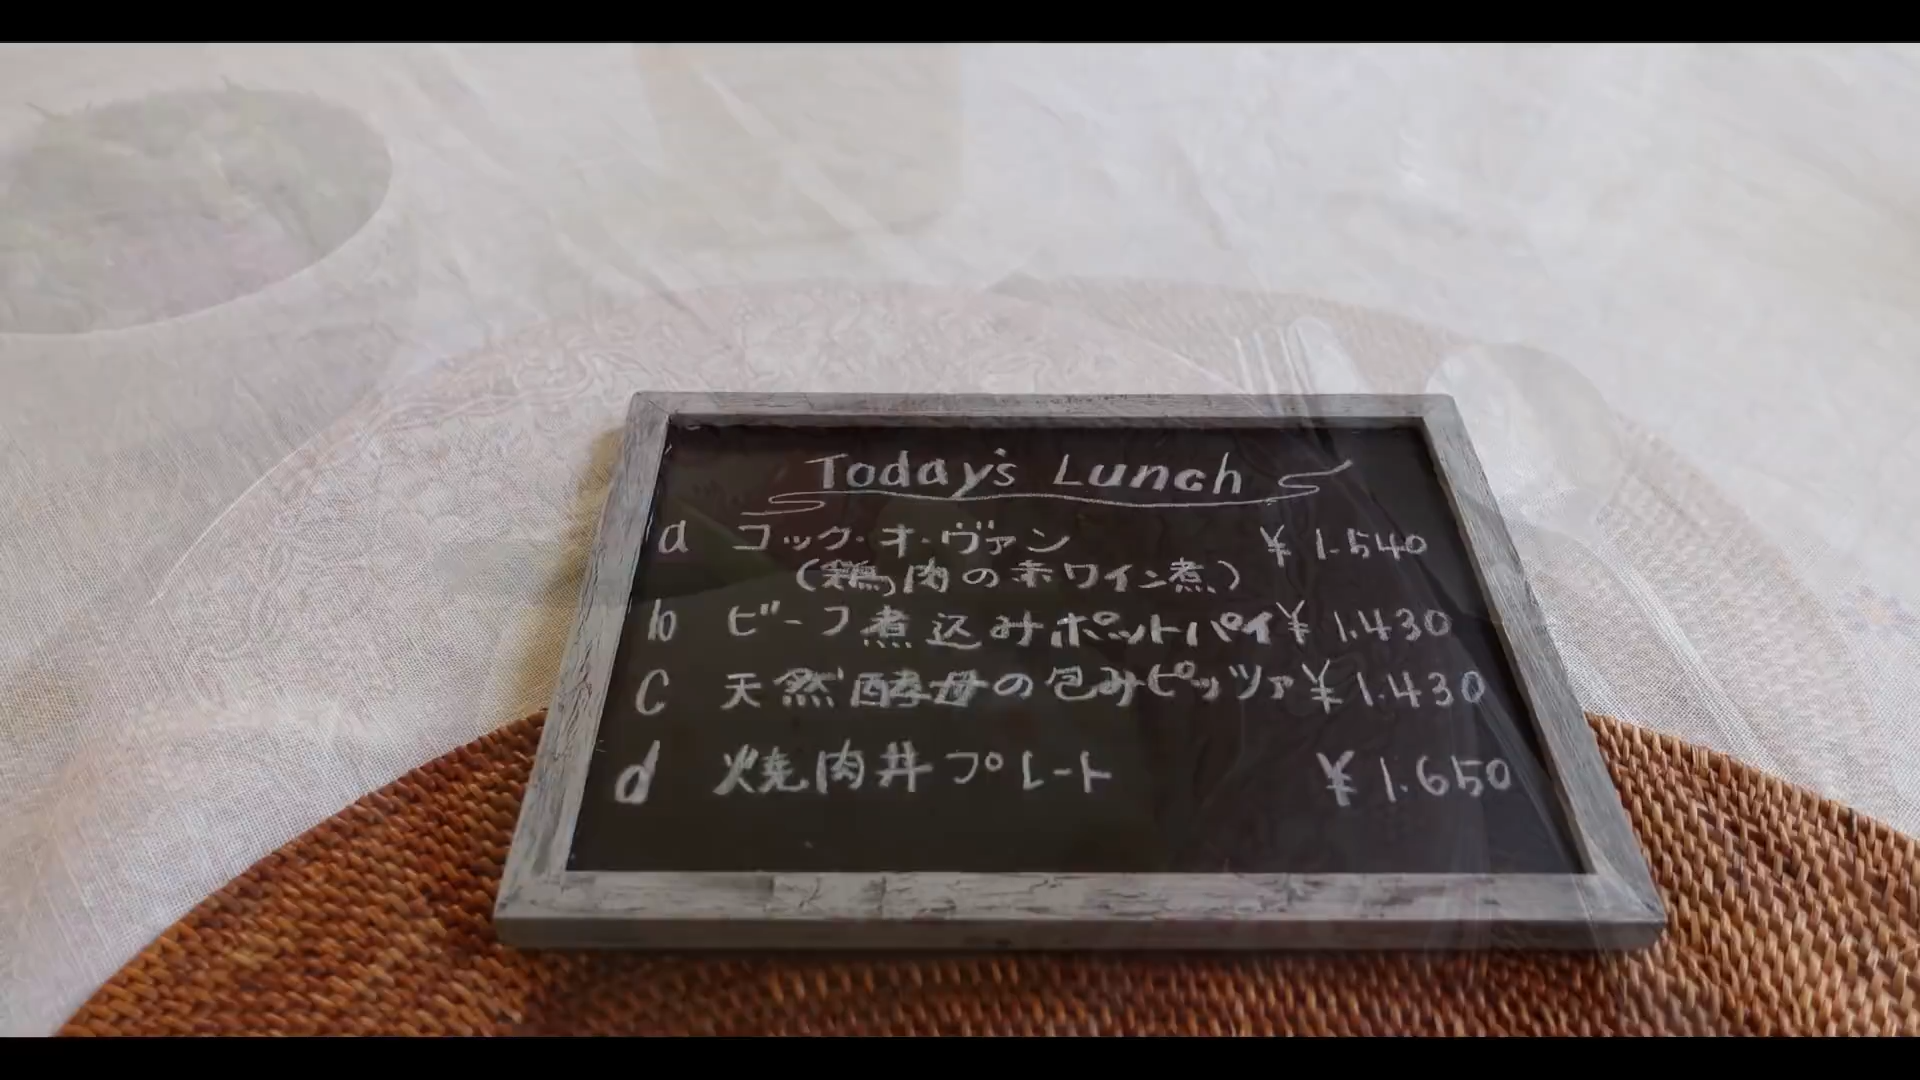 Today's Lunch
a コック・オ・ヴァン ¥1.540
(鶏肉の赤ワイン煮)
b ビーフ煮込みポットパイ ¥1.430
c 天然酵母の包みピッツァ ¥1.430
d 焼肉丼プレート ¥1.650